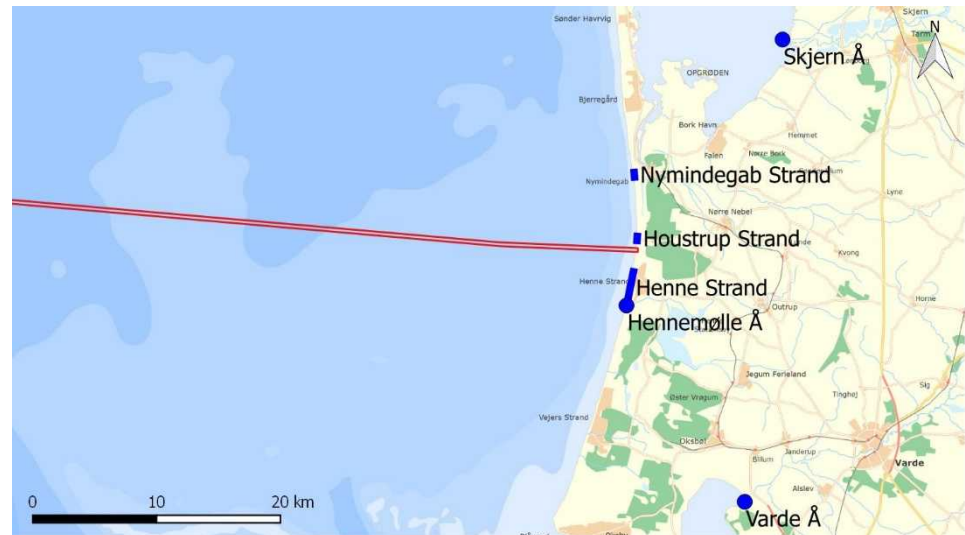 Sønder Havrvig
Skjern
Tarm
N
Skjern Å
OPGRØDEN
Bjerregård
Bork Havn
Hemmet
Falen
Nørre Bork
Nymindegab
Nymindegab Strand
Lyne
Nørre Nebel
Houstrup Strand
Kvong
Henne Strand
Henne Strand
Horne
Outrup
Hennemølle Å
Jegum Ferieland
Sig
Øster Vrøgum
Tinghøj
Vejers Strand
Oksbøl
Janderup
Billum
Varde
Alslev
0 10 20 km
Varde Å